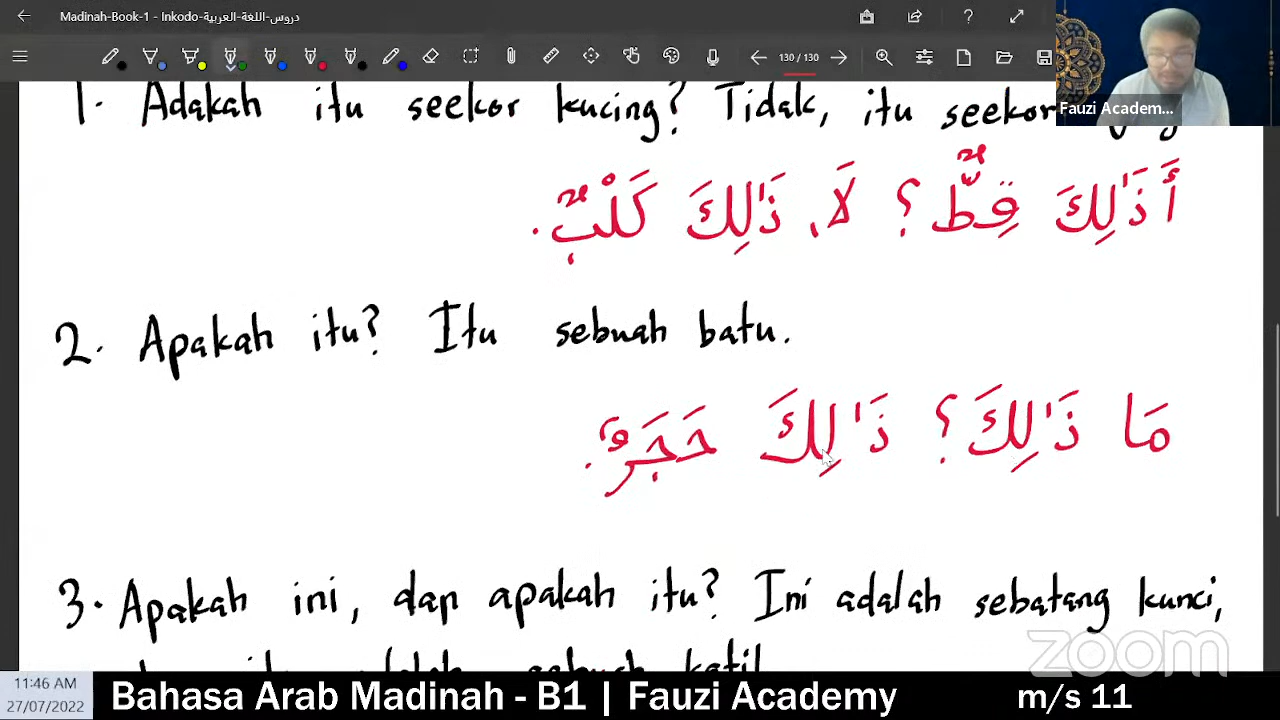 Madinah-Book-1 - Inkodo-دروس-اللغة-العربية
130 / 130
Fauzi Academ...
1. Adakah itu seekor kucing? Tidak, itu seekor
أَذَٰلِكَ قِطٌّ؟ لَا، ذَٰلِكَ كَلْبٌ.
2. Apakah itu? Itu sebuah batu.
مَا ذَٰلِكَ؟ ذَٰلِكَ حَجَرٌ.
3. Apakah ini, dan apakah itu? Ini adalah sebatang kunci,
sebuah katil
zoom
11:46 AM
27/07/2022
Bahasa Arab Madinah - B1 | Fauzi Academy
m/s 11